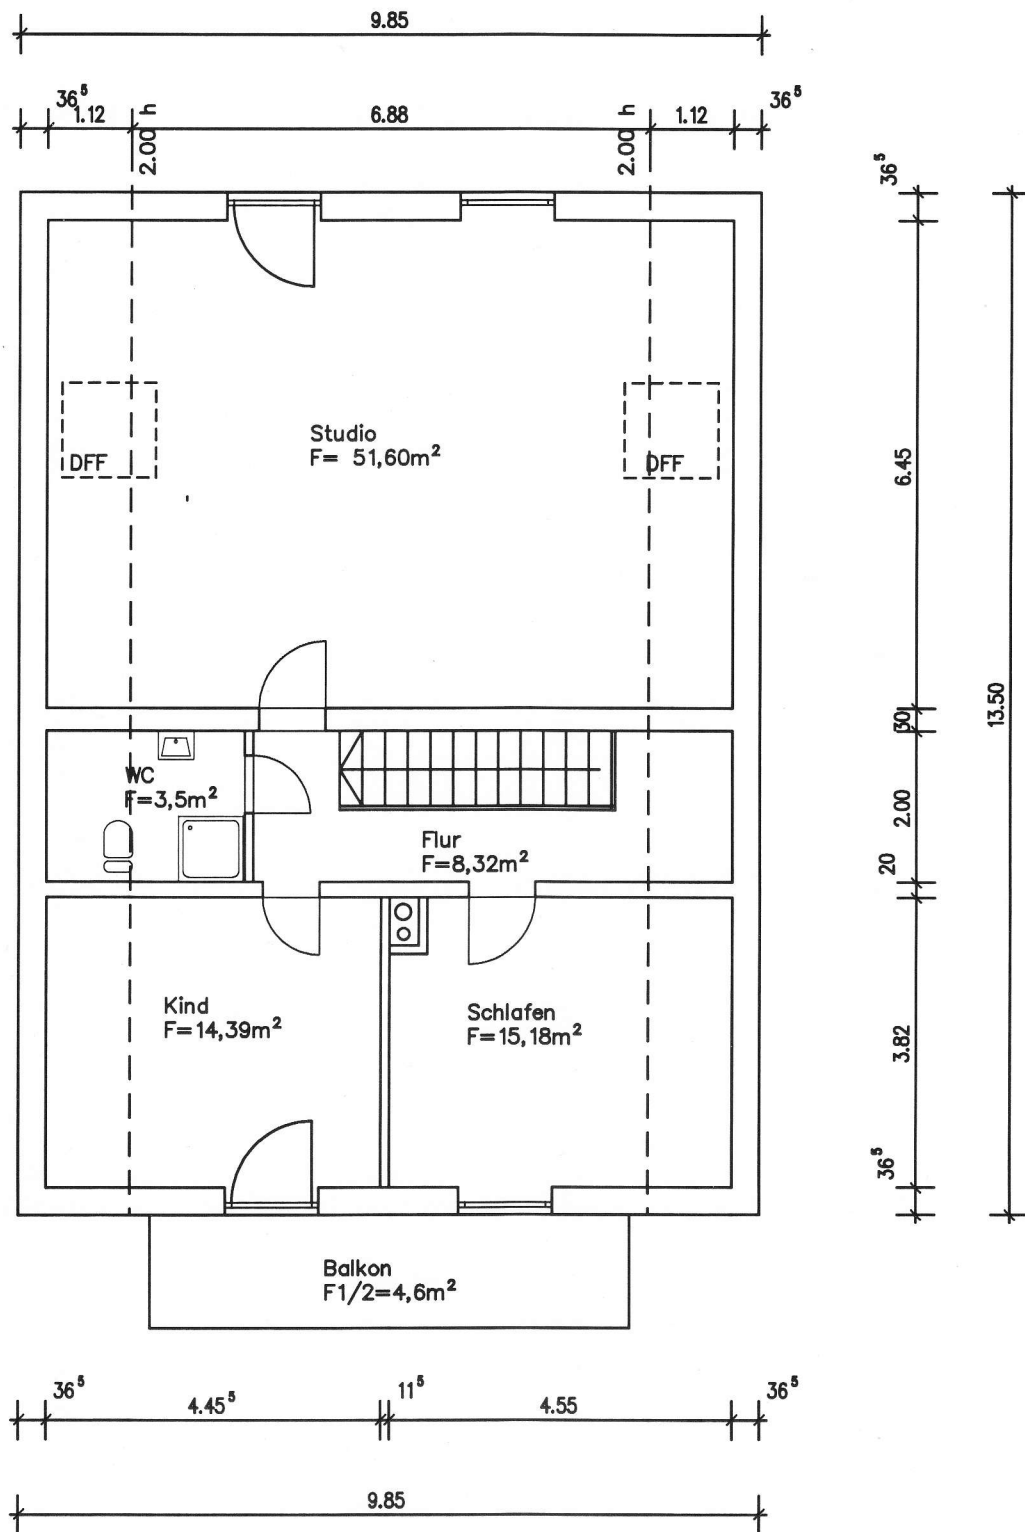 9.85
36⁵
1.12
2.00 h
6.88
2.00 h
1.12
36⁵
36⁵
DFF
Studio
F= 51,60m²
DFF
6.45
13.50
30
WC
F=3,5m²
2.00
Flur
F=8,32m²
20
Kind
F=14,39m²
Schlafen
F=15,18m²
3.82
36⁵
Balkon
F1/2=4,6m²
36⁵
4.45⁵
11⁵
4.55
36⁵
9.85